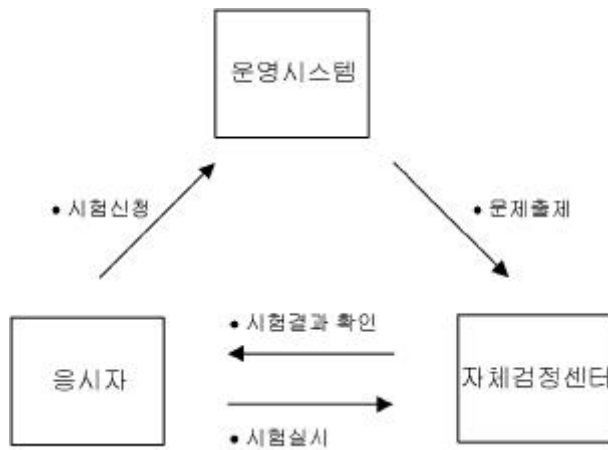 운영시스템
• 시험신청
• 문제출제
• 시험결과 확인
응시자
자체검정센터
• 시험실시